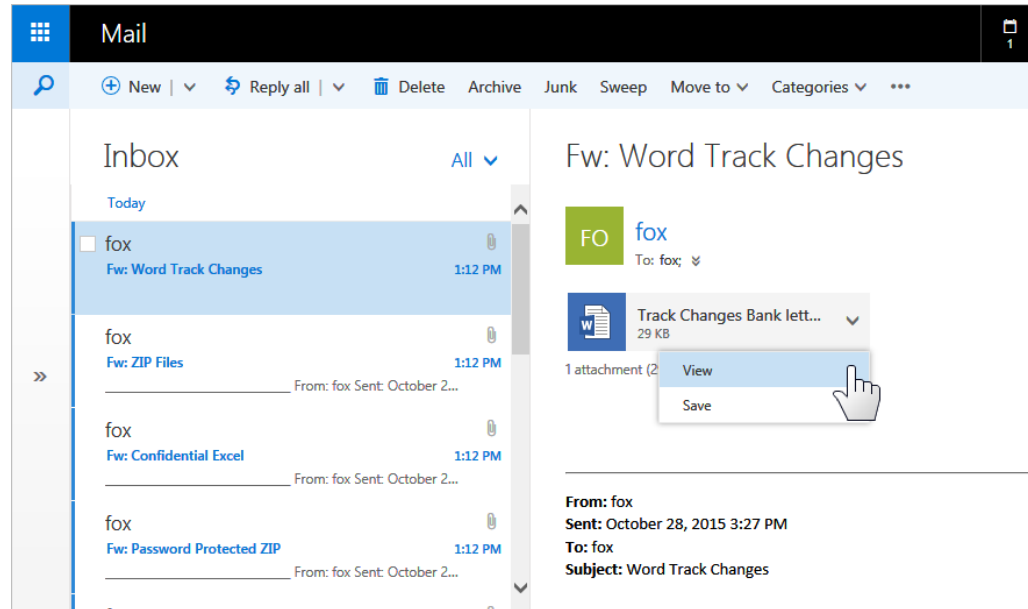 Mail
1
New
Reply all
Delete
Archive
Junk
Sweep
Move to
Categories
•••
Inbox
All
Today
fox
Fw: Word Track Changes
1:12 PM
fox
Fw: ZIP Files
1:12 PM
From: fox Sent: October 2...
fox
Fw: Confidential Excel
1:12 PM
From: fox Sent: October 2...
fox
Fw: Password Protected ZIP
1:12 PM
From: fox Sent: October 2...
Fw: Word Track Changes
FO
fox
To: fox;
W
Track Changes Bank lett...
29 KB
1 attachment (2
View
Save
From: fox
Sent: October 28, 2015 3:27 PM
To: fox
Subject: Word Track Changes